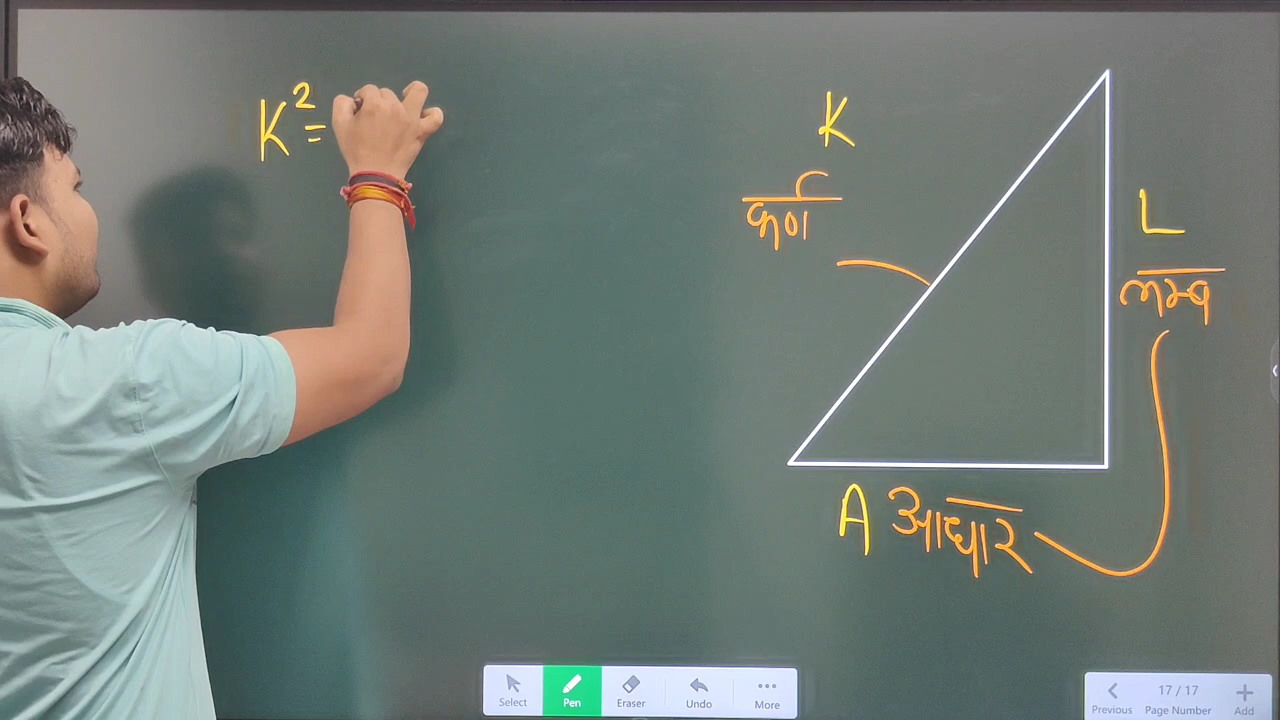 K² =
K
कर्ण
L
लम्ब
A आधार
Select Pen Eraser Undo More
Previous 17 / 17 Page Number Add